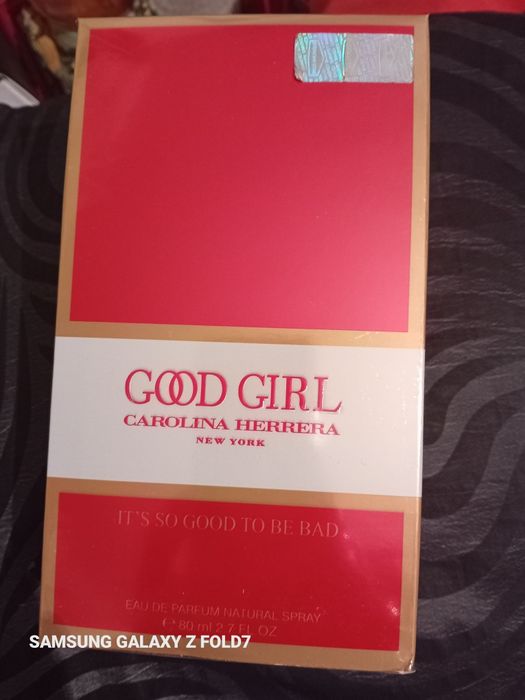 GOOD GIRL
CAROLINA HERRERA
NEW YORK
IT'S SO GOOD TO BE BAD
EAU DE PARFUM NATURAL SPRAY
℮ 80 ml 2.7 FL OZ
SAMSUNG GALAXY Z FOLD7